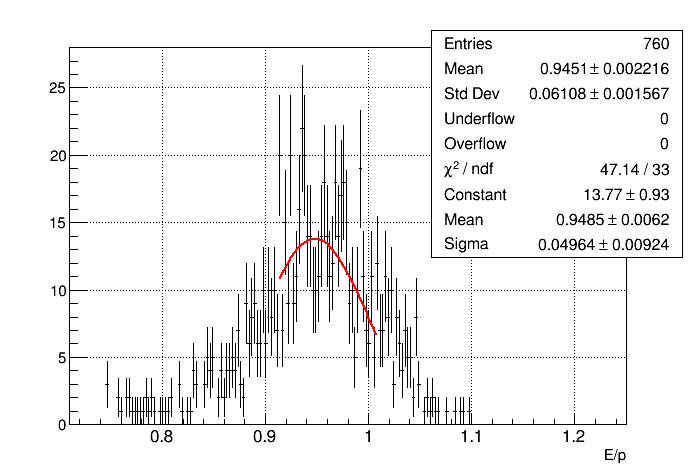 Entries 760
Mean 0.9451 ± 0.002216
Std Dev 0.06108 ± 0.001567
Underflow 0
Overflow 0
χ² / ndf 47.14 / 33
Constant 13.77 ± 0.93
Mean 0.9485 ± 0.0062
Sigma 0.04964 ± 0.00924
25
20
15
10
5
0
0.8 0.9 1 1.1 1.2
E/p